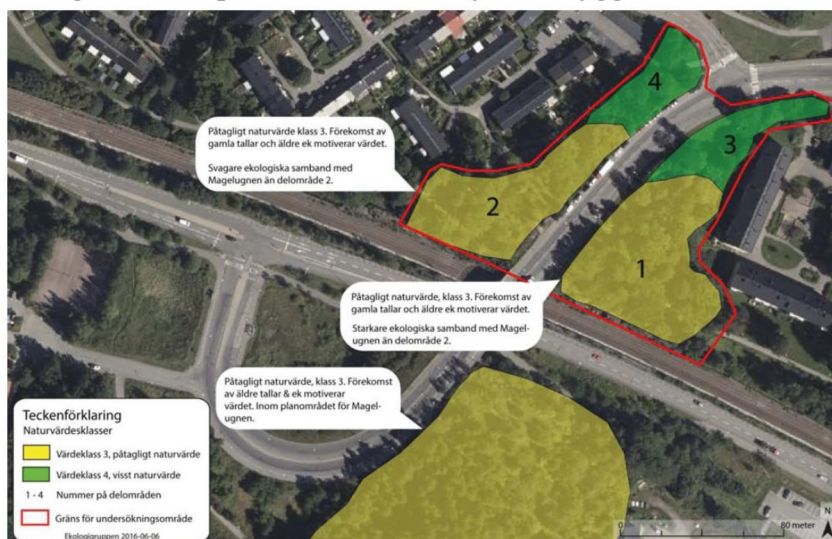 Påtagligt naturvärde klass 3. Förekomst av
gamla tallar och äldre ek motiverar värdet.
Svagare ekologiska samband med
Magelugnen än delområde 2.
4
3
2
1
Påtagligt naturvärde, klass 3. Förekomst av
gamla tallar och äldre ek motiverar värdet.
Starkare ekologiska samband med Magel-
ugnen än delområde 2.
Påtagligt naturvärde, klass 3. Förekomst
av äldre tallar & ek motiverar
värdet. Inom planområdet för Magel-
ugnen.
Teckenförklaring
Naturvärdesklasser
Värdeklass 3, påtagligt naturvärde
Värdeklass 4, visst naturvärde
1 - 4 Nummer på delområden
Gräns för undersökningsområde
Ekologigruppen 2016-06-06
0 80 meter
N